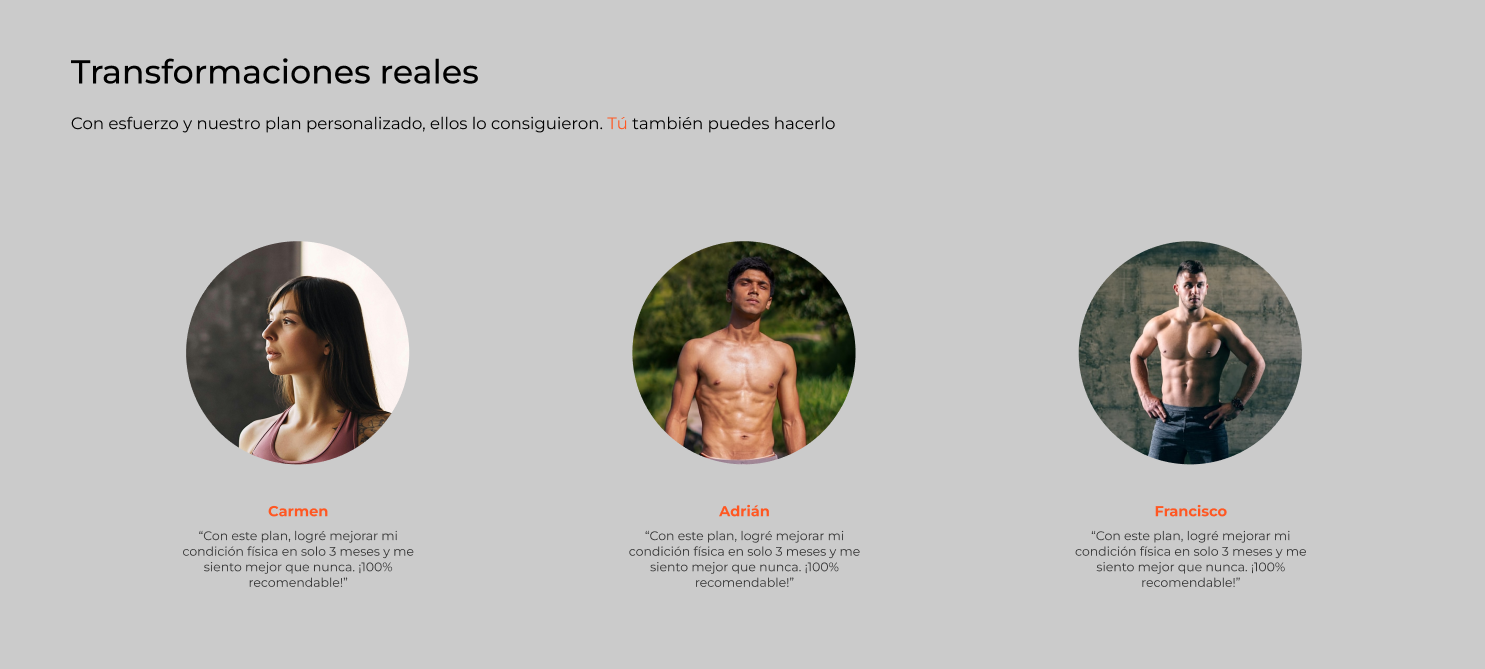 Transformaciones reales
Con esfuerzo y nuestro plan personalizado, ellos lo consiguieron. Tú también puedes hacerlo
Carmen
“Con este plan, logré mejorar mi
condición física en solo 3 meses y me
siento mejor que nunca. ¡100%
recomendable!”
Adrián
“Con este plan, logré mejorar mi
condición física en solo 3 meses y me
siento mejor que nunca. ¡100%
recomendable!”
Francisco
“Con este plan, logré mejorar mi
condición física en solo 3 meses y me
siento mejor que nunca. ¡100%
recomendable!”